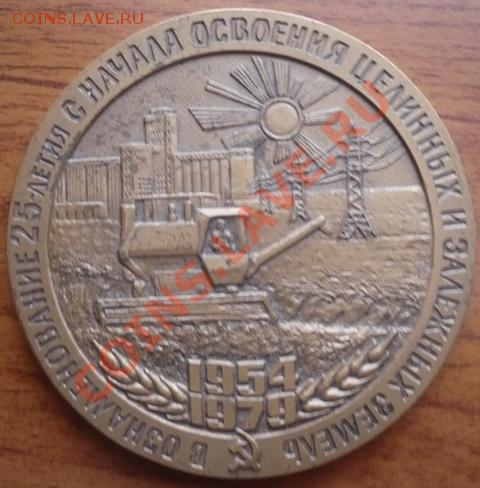 COINS.LAVE.RU
В ОЗНАМЕНОВАНИЕ 25-ЛЕТИЯ С НАЧАЛА ОСВОЕНИЯ ЦЕЛИННЫХ И ЗАЛЕЖНЫХ ЗЕМЕЛЬ
COINS.LAVE.RU
1954
1979